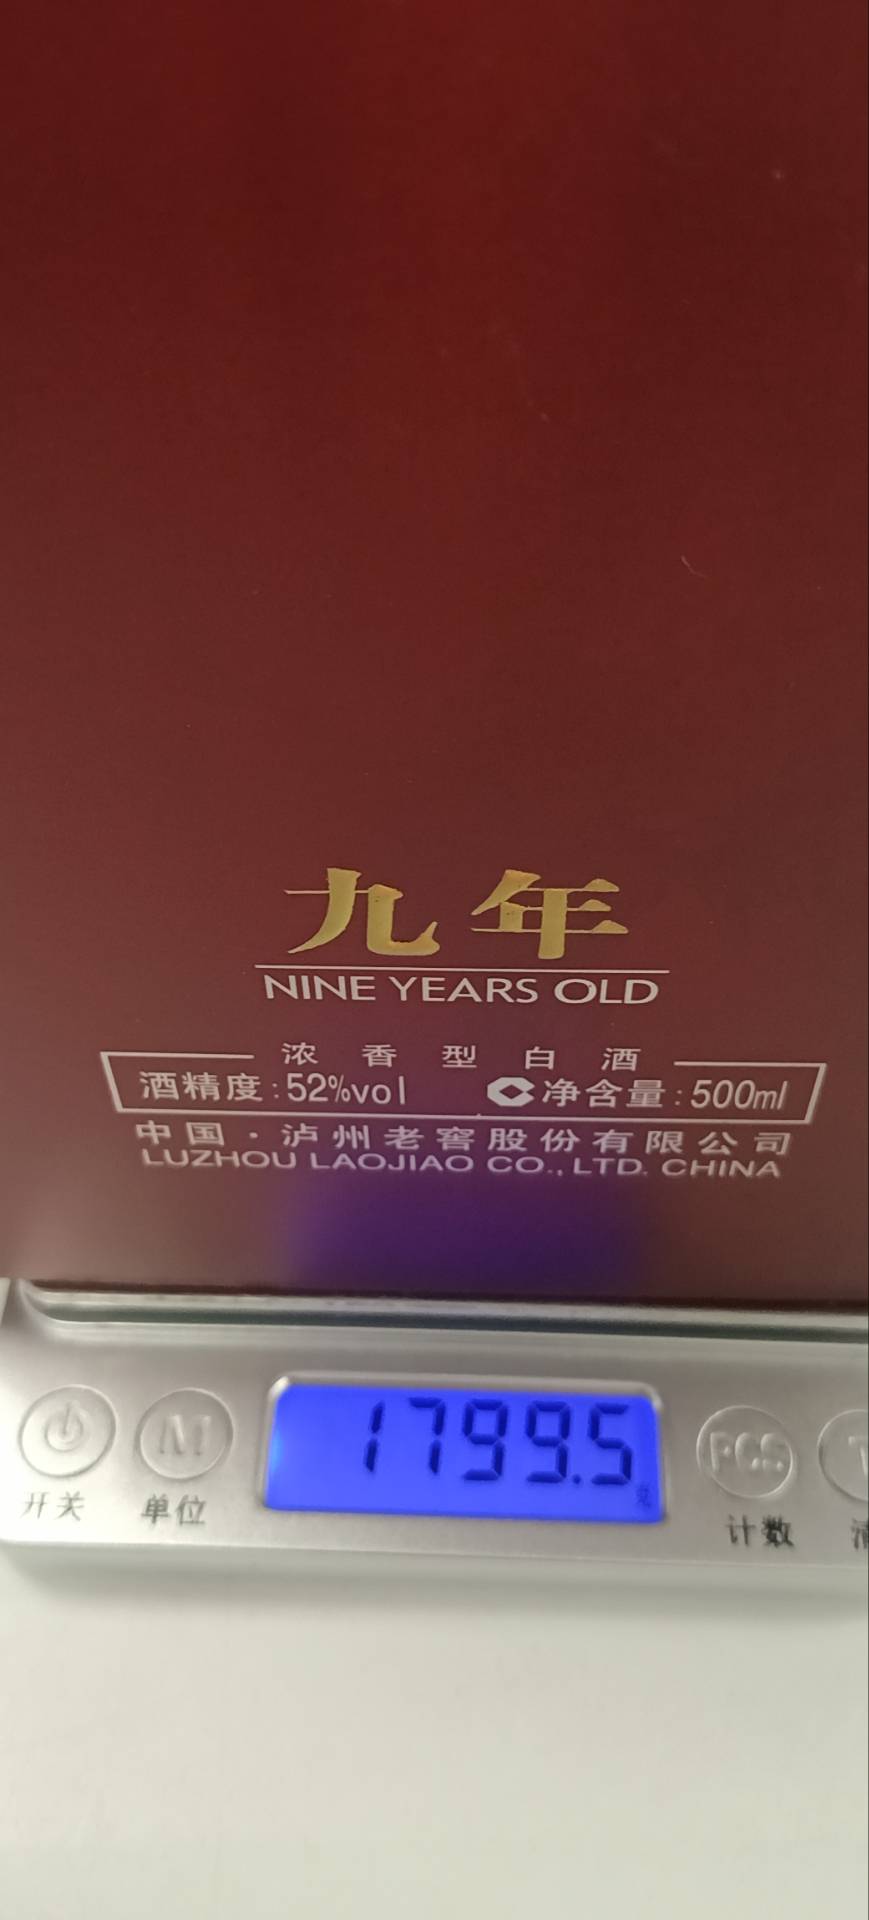 九年
NINE YEARS OLD
浓香型白酒
酒精度:52%vol 净含量:500ml
中国·泸州老窖股份有限公司
LUZHOU LAOJIAO CO.,LTD. CHINA
M 1799.5 PCS
开关 单位 计数